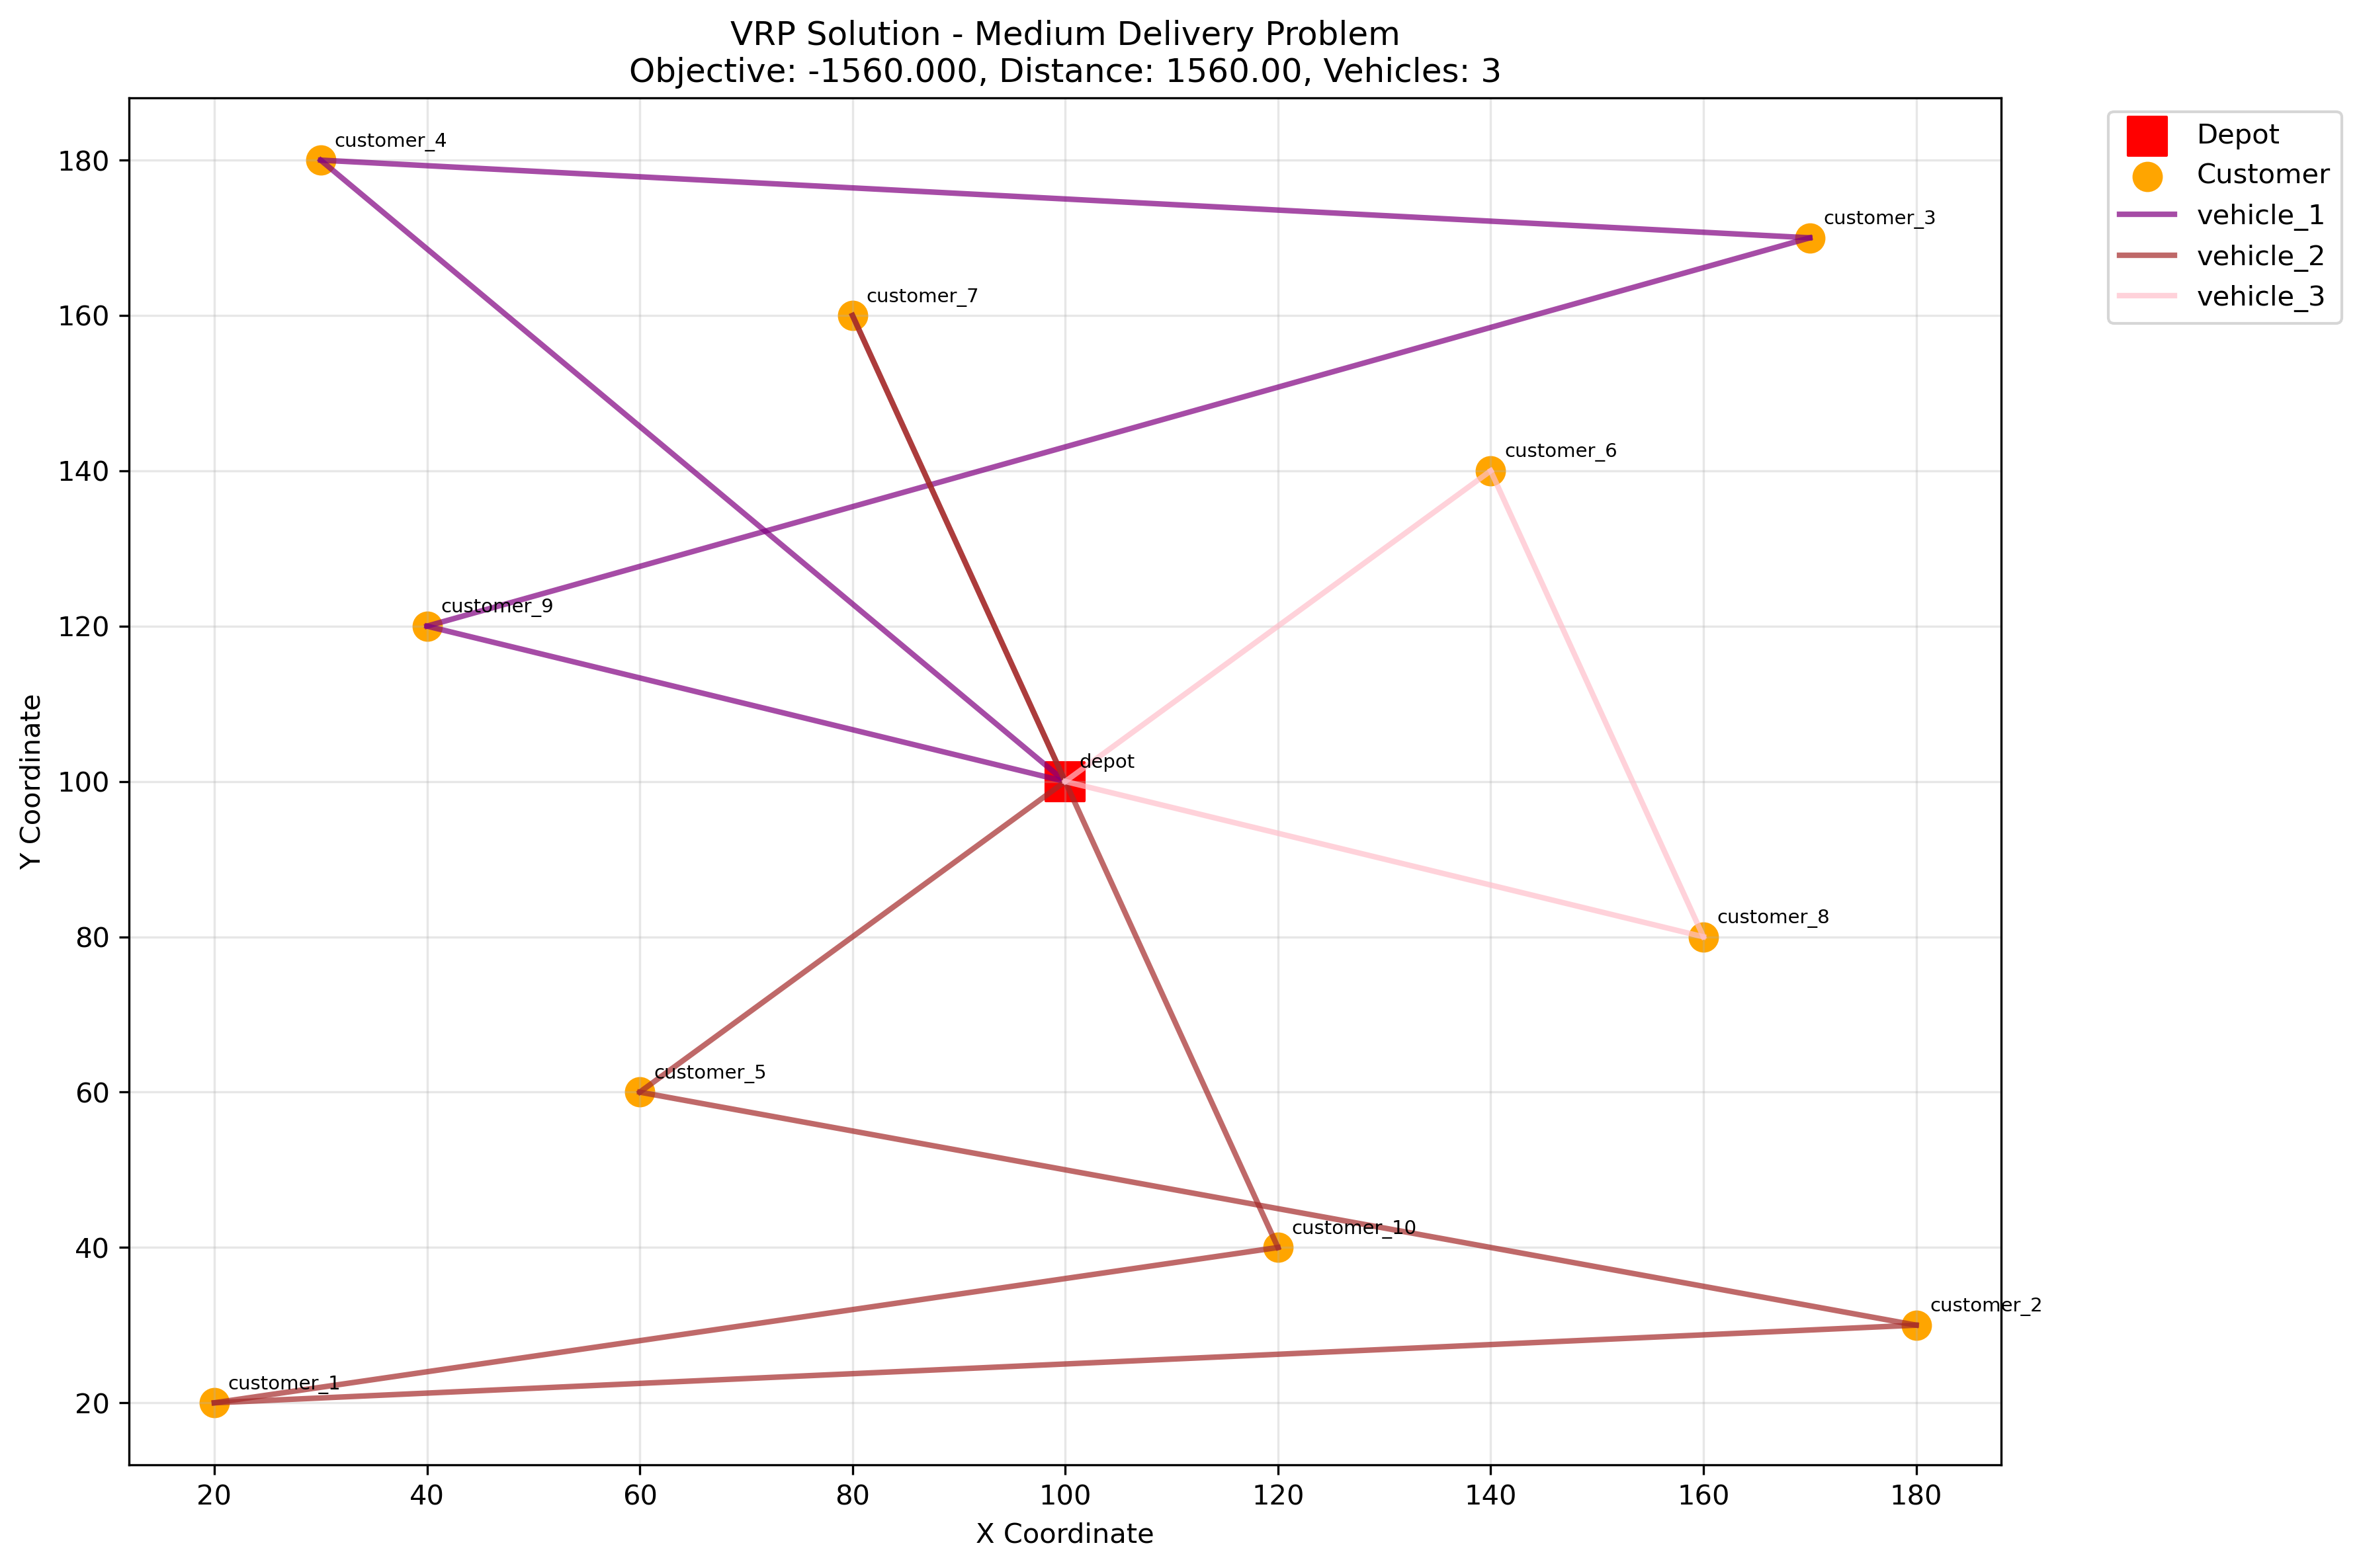 VRP Solution - Medium Delivery Problem
Objective: -1560.000, Distance: 1560.00, Vehicles: 3
Depot
Customer
vehicle_1
vehicle_2
vehicle_3
customer_4
customer_3
customer_7
customer_6
customer_9
depot
customer_8
customer_5
customer_10
customer_2
customer_1
Y Coordinate
180
160
140
120
100
80
60
40
20
20 40 60 80 100 120 140 160 180
X Coordinate